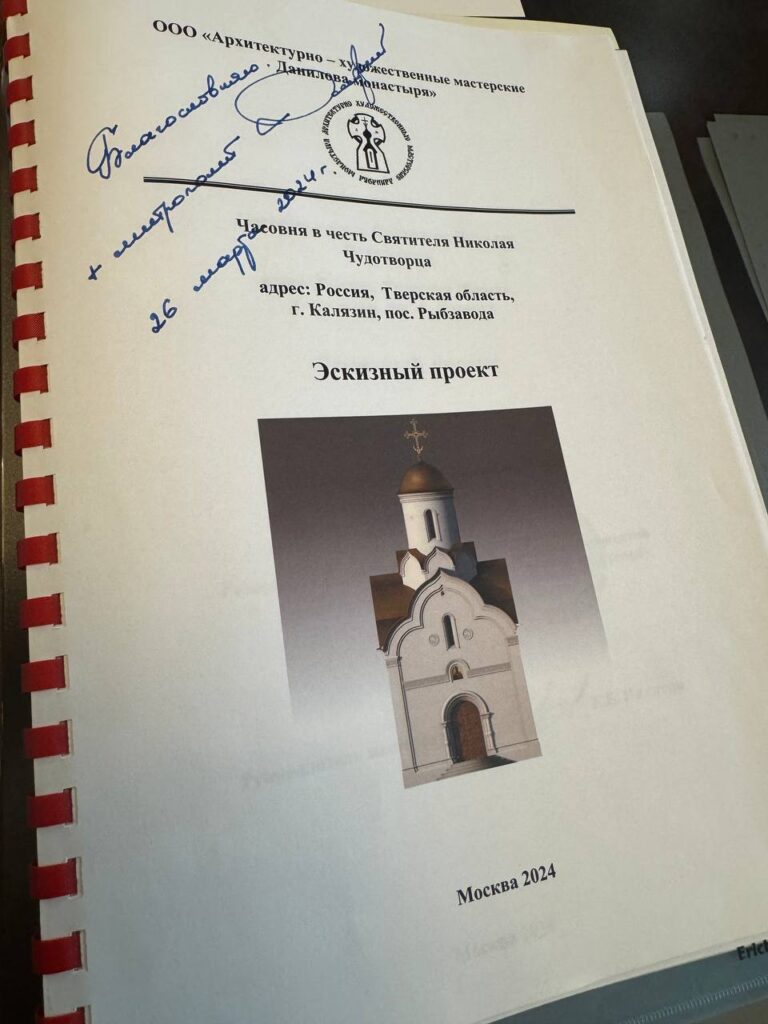 ООО «Архитектурно – художественные мастерские
Данилова монастыря»
Благословляю.
+ митрополит
26 марта 2024 г.
Часовня в честь Святителя Николая
Чудотворца
адрес: Россия, Тверская область,
г. Калязин, пос. Рыбзавода
Эскизный проект
Москва 2024